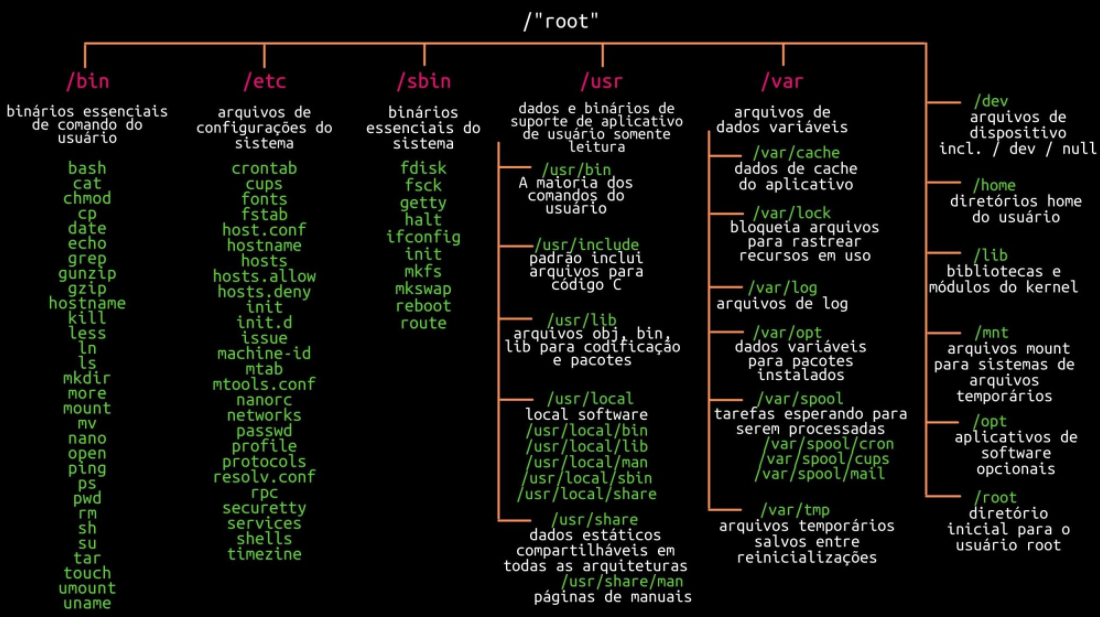 /"root"
/bin
binários essenciais
de comando do
usuário
bash
cat
chmod
cp
date
echo
grep
gunzip
gzip
hostname
kill
less
ln
ls
mkdir
more
mount
mv
nano
open
ping
ps
pwd
rm
sh
su
tar
touch
umount
uname
/etc
arquivos de
configurações do
sistema
crontab
cups
fonts
fstab
host.conf
hostname
hosts
hosts.allow
hosts.deny
init
init.d
issue
machine-id
mtab
mtools.conf
nanorc
networks
passwd
profile
protocols
resolv.conf
rpc
securetty
services
shells
timezine
/sbin
binários
essenciais do
sistema
fdisk
fsck
getty
halt
ifconfig
init
mkfs
mkswap
reboot
route
/usr
dados e binários de
suporte de aplicativo
de usuário somente
leitura
/usr/bin
A maioria dos
comandos do
usuário
/usr/include
padrão inclui
arquivos para
código C
/usr/lib
arquivos obj, bin,
lib para codificação
e pacotes
/usr/local
local software
/usr/local/bin
/usr/local/lib
/usr/local/man
/usr/local/sbin
/usr/local/share
/usr/share
dados estáticos
compartilháveis em
todas as arquiteturas
/usr/share/man
páginas de manuais
/var
arquivos de
dados variáveis
/var/cache
dados de cache
do aplicativo
/var/lock
bloqueia arquivos
para rastrear
recursos em uso
/var/log
arquivos de log
/var/opt
dados variáveis
para pacotes
instalados
/var/spool
tarefas esperando para
serem processadas
/var/spool/cron
/var/spool/cups
/var/spool/mail
/var/tmp
arquivos temporários
salvos entre
reinicializações
/dev
arquivos de
dispositivo
incl. / dev / null
/home
diretórios home
do usuário
/lib
bibliotecas e
módulos do kernel
/mnt
arquivos mount
para sistemas de
arquivos
temporários
/opt
aplicativos de
software
opcionais
/root
diretório
inicial para o
usuário root